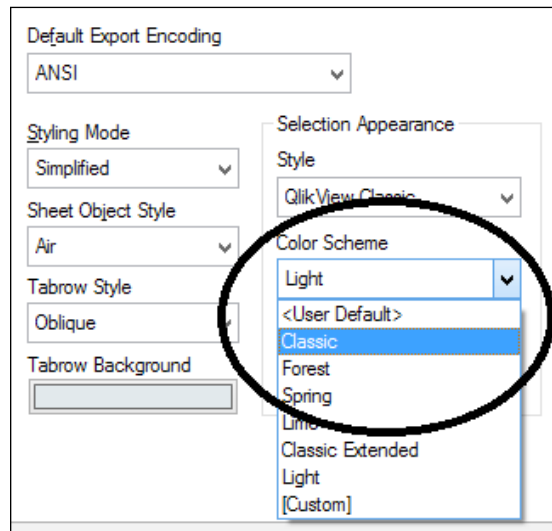 Default Export Encoding
ANSI
Styling Mode
Simplified
Sheet Object Style
Air
Tabrow Style
Oblique
Tabrow Background
Selection Appearance
Style
QlikView Classic
Color Scheme
Light
<User Default>
Classic
Forest
Spring
Lime
Classic Extended
Light
[Custom]